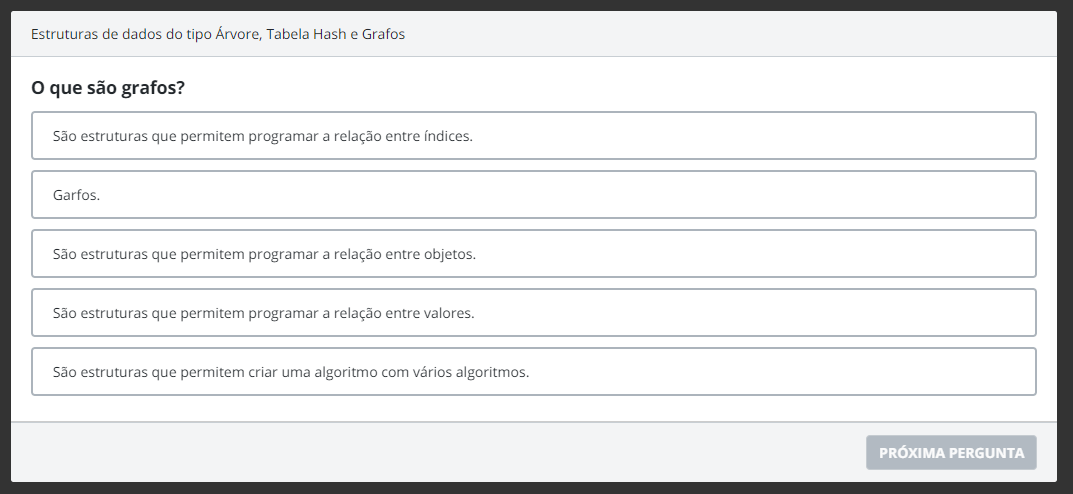 Estruturas de dados do tipo Árvore, Tabela Hash e Grafos
O que são grafos?
São estruturas que permitem programar a relação entre índices.
Garfos.
São estruturas que permitem programar a relação entre objetos.
São estruturas que permitem programar a relação entre valores.
São estruturas que permitem criar uma algoritmo com vários algoritmos.
PRÓXIMA PERGUNTA